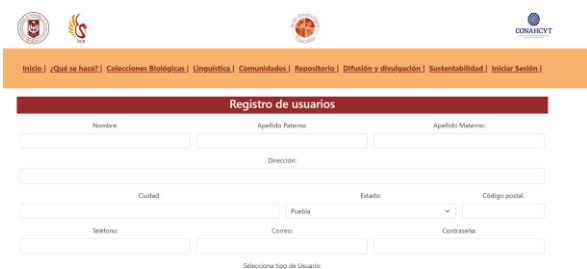 CONAHCYT
Inicio | ¿Qué se hace? | Colecciones Biológicas | Linguistica | Comunidades | Repositorio | Difusión y divulgación | Sustentabilidad | Iniciar Sesión |
Registro de usuarios
Nombre: Apellido Paterno: Apellido Materno:
Dirección:
Ciudad: Estado: Código postal:
Puebla
Teléfono: Correo: Contraseña:
Selecciona tipo de Usuario: